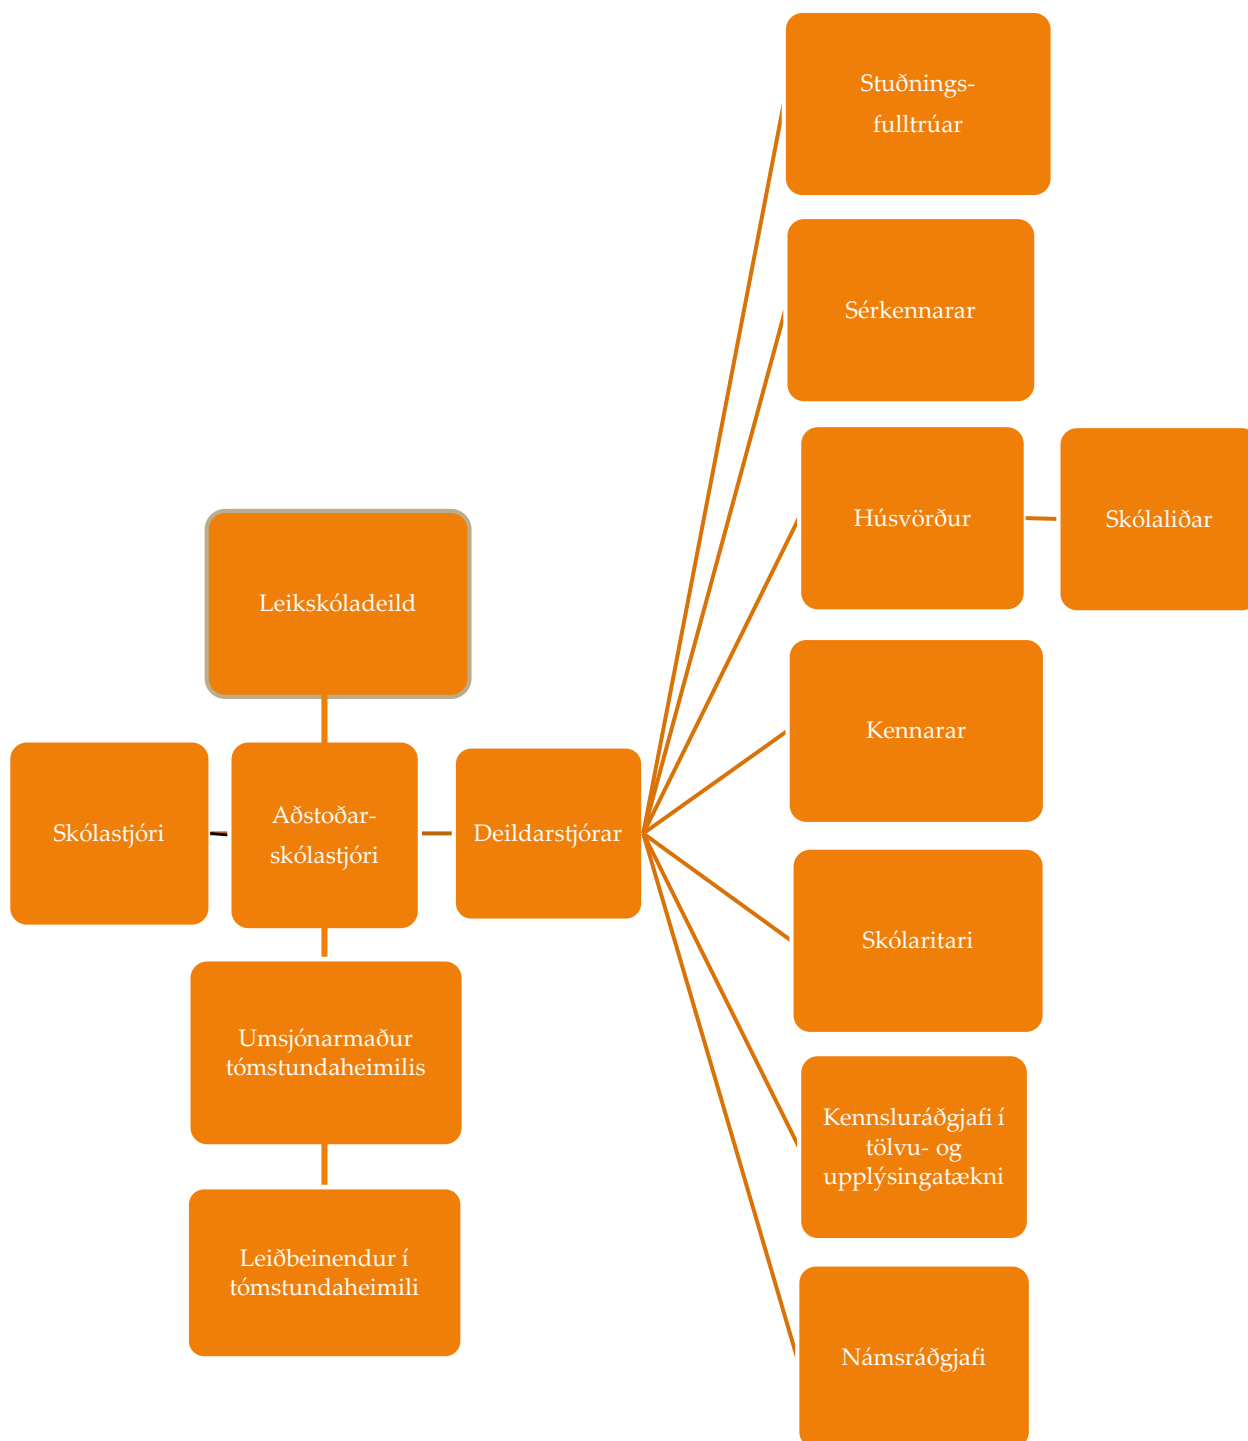 Stuðnings-
fulltrúar
Sérkennarar
Húsvörður
Skólaliðar
Leikskóladeild
Kennarar
Skólastjóri
Aðstoðar-
skólastjóri
Deildarstjórar
Skólaritari
Umsjónarmaður
tómstundaheimilis
Kennsluráðgjafi í
tölvu- og
upplýsingatækni
Leiðbeinendur í
tómstundaheimili
Námsráðgjafi